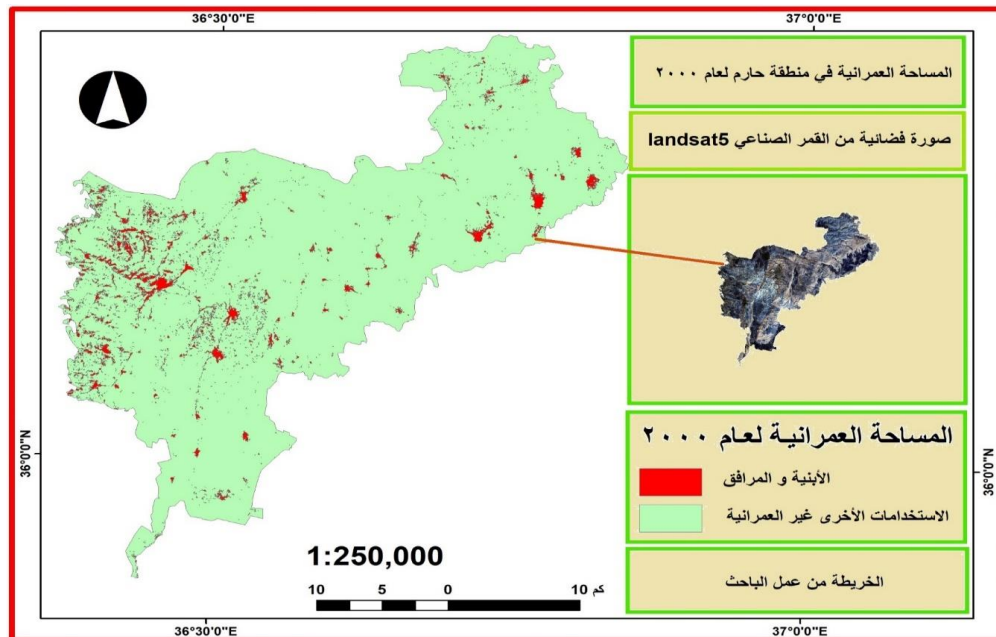 36°30'0"E
37°0'0"E
المساحة العمرانية في منطقة حارم لعام ٢٠٠٠
صورة فضائية من القمر الصناعي landsat5
36°0'0"N
36°0'0"N
المساحة العمرانية لعام ٢٠٠٠
الأبنية و المرافق
الاستخدامات الأخرى غير العمرانية
الخريطة من عمل الباحث
1:250,000
10 5 0 10 كم
36°30'0"E
37°0'0"E